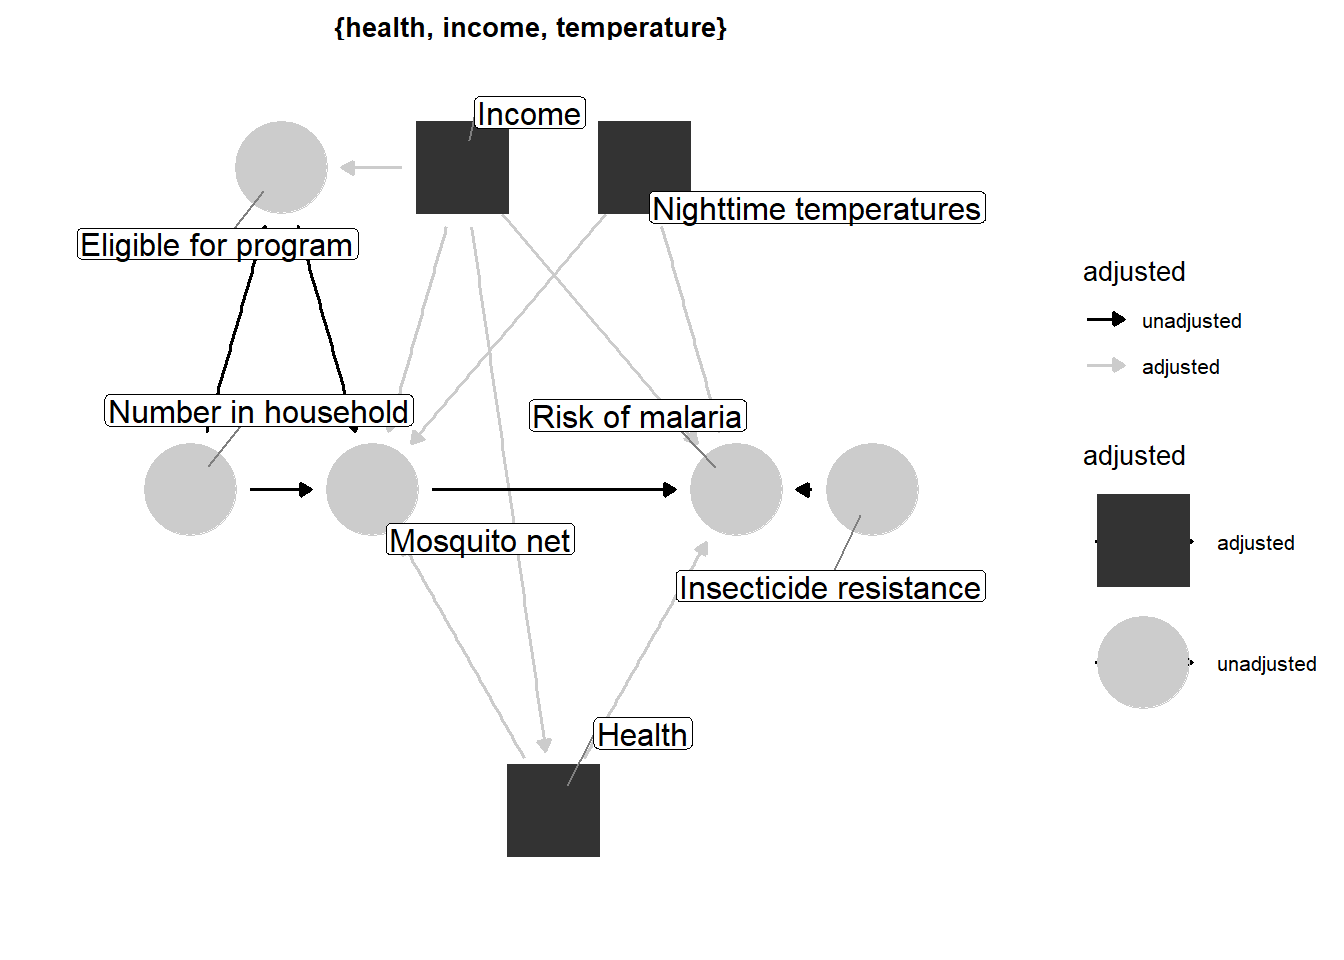 {health, income, temperature}
Income
Nighttime temperatures
Eligible for program
Number in household
Risk of malaria
Mosquito net
Insecticide resistance
Health
adjusted
unadjusted
adjusted
adjusted
adjusted
unadjusted